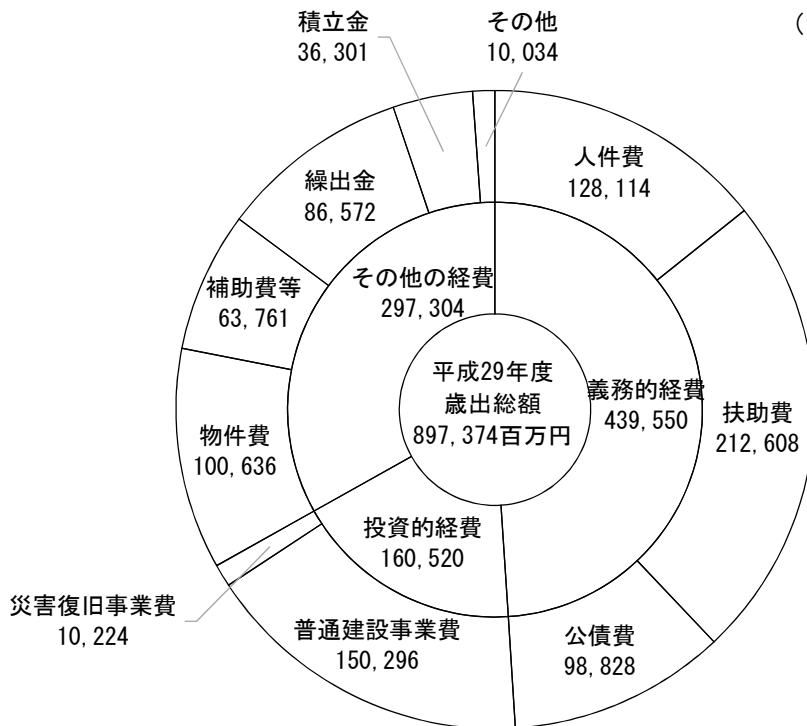 積立金
36,301
その他
10,034
（
人件費
128,114
繰出金
86,572
補助費等
63,761
その他の経費
297,304
平成29年度
歳出総額
897,374百万円
義務的経費
439,550
扶助費
212,608
物件費
100,636
投資的経費
160,520
災害復旧事業費
10,224
普通建設事業費
150,296
公債費
98,828